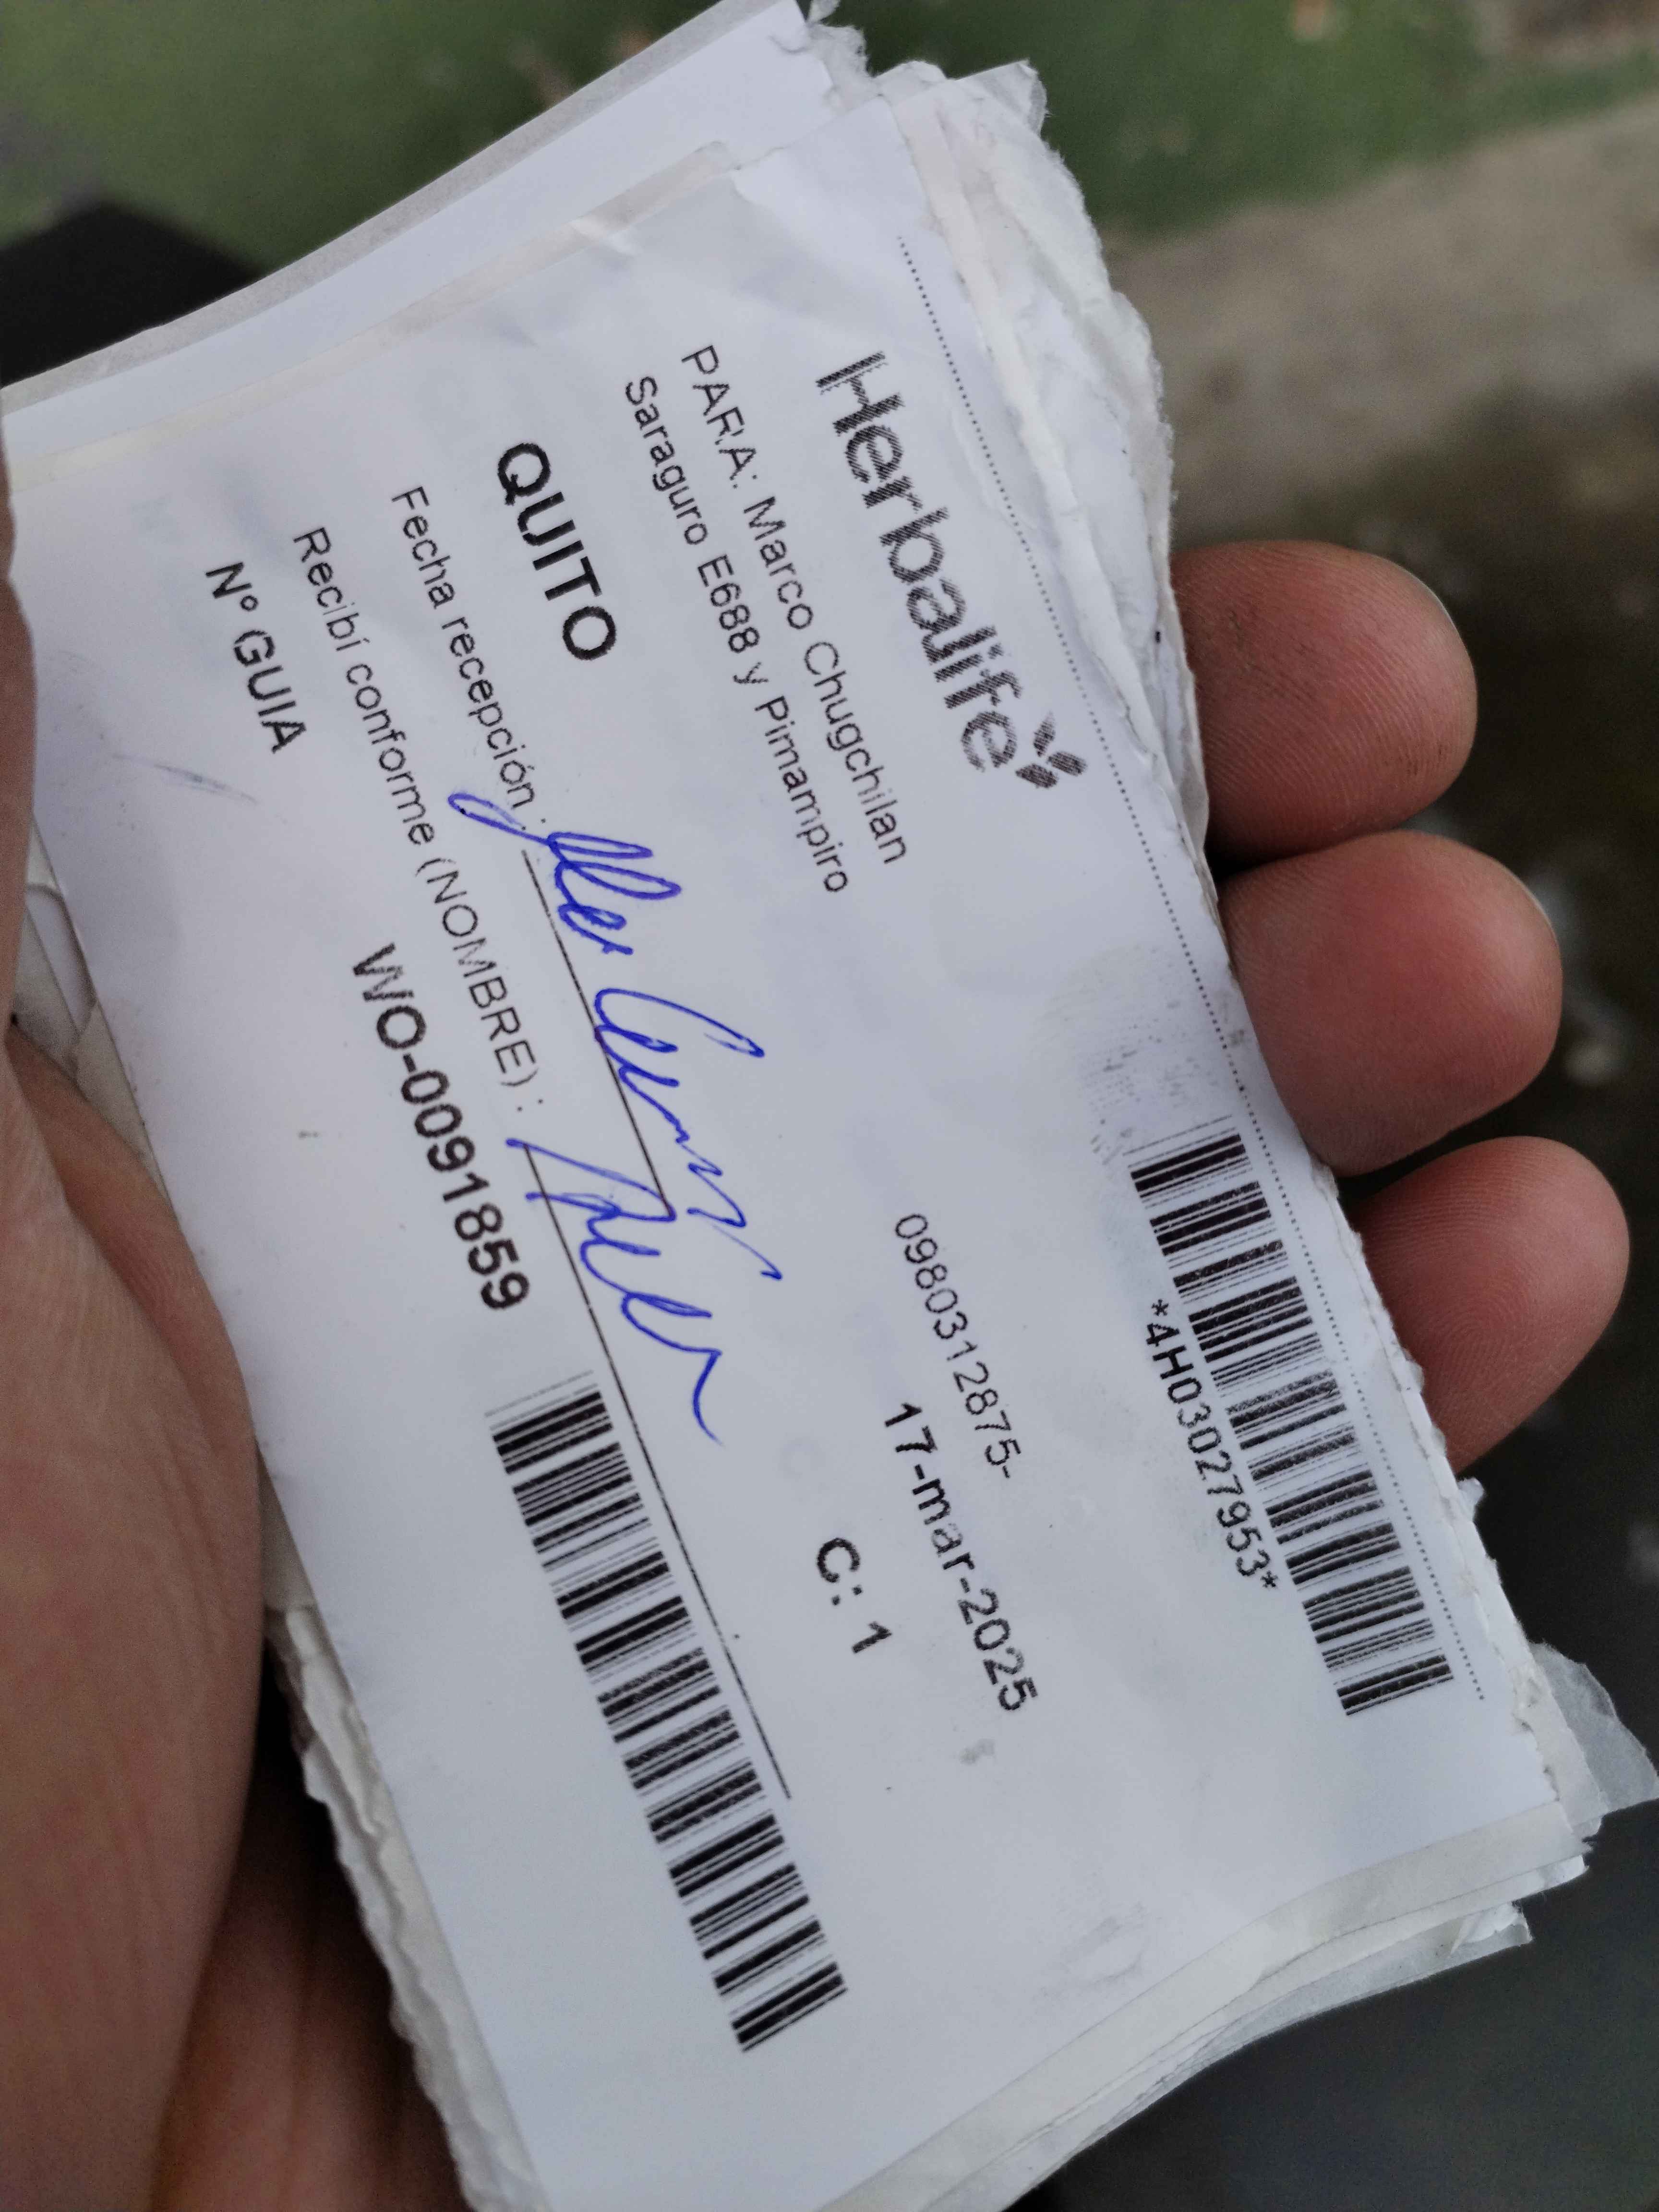 Herbalife
*4H03027953*
PARA: Marco Chugchilan
0980312875-
Saraguro E688 y Pimampiro
17-mar-2025
QUITO
C: 1
Fecha recepción :
Recibí conforme (NOMBRE) :
Nº GUIA
WO-0091859